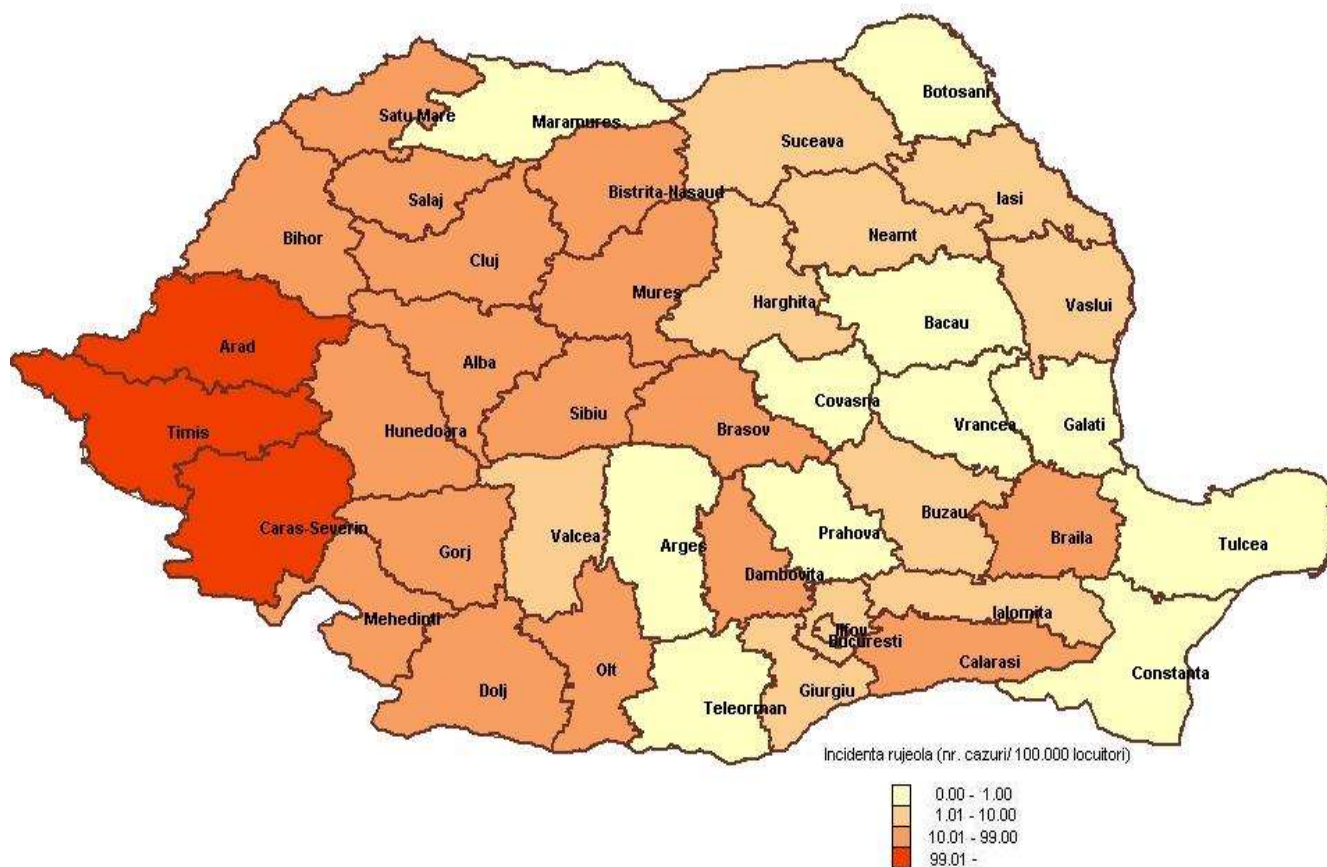 Botosani
Satu Mare
Maramures
Suceava
Iasi
Bistrita-Nasaud
Salaj
Neamt
Bihor
Cluj
Mures
Harghita
Vaslui
Bacau
Arad
Alba
Covasna
Sibiu
Vrancea
Galati
Timis
Hunedoara
Brasov
Buzau
Caras-Severin
Valcea
Prahova
Braila
Arges
Tulcea
Gorj
Dambovita
Ialomita
Mehedinti
Ilfov
Bucuresti
Calarasi
Olt
Constanta
Dolj
Giurgiu
Teleorman
Incidenta rujeola (nr. cazuri/ 100.000 locuitori)
0.00 - 1.00
1.01 - 10.00
10.01 - 99.00
99.01 -